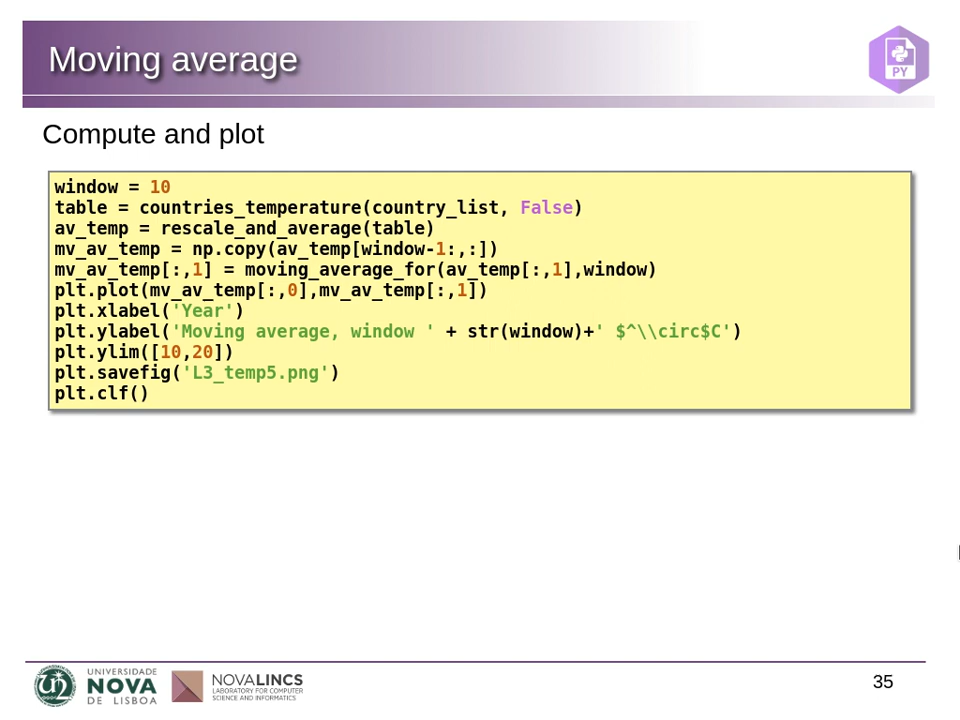 Moving average
PY
Compute and plot
window = 10
table = countries_temperature(country_list, False)
av_temp = rescale_and_average(table)
mv_av_temp = np.copy(av_temp[window-1:,:])
mv_av_temp[:,1] = moving_average_for(av_temp[:,1],window)
plt.plot(mv_av_temp[:,0],mv_av_temp[:,1])
plt.xlabel('Year')
plt.ylabel('Moving average, window ' + str(window)+' $^\\circ$C')
plt.ylim([10,20])
plt.savefig('L3_temp5.png')
plt.clf()
UNIVERSIDADE
NOVA
DE LISBOA
NOVALINCS
LABORATORY FOR COMPUTER
SCIENCE AND INFORMATICS
35